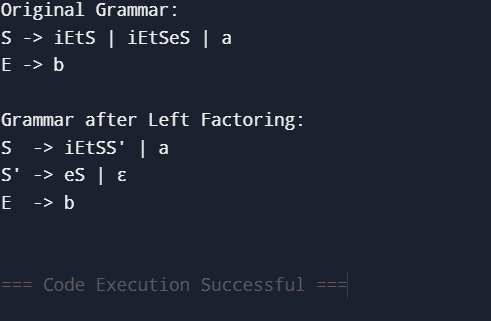 Original Grammar:
S -> iEtS | iEtSeS | a
E -> b
Grammar after Left Factoring:
S  -> iEtSS' | a
S' -> eS | ε
E  -> b
=== Code Execution Successful ===